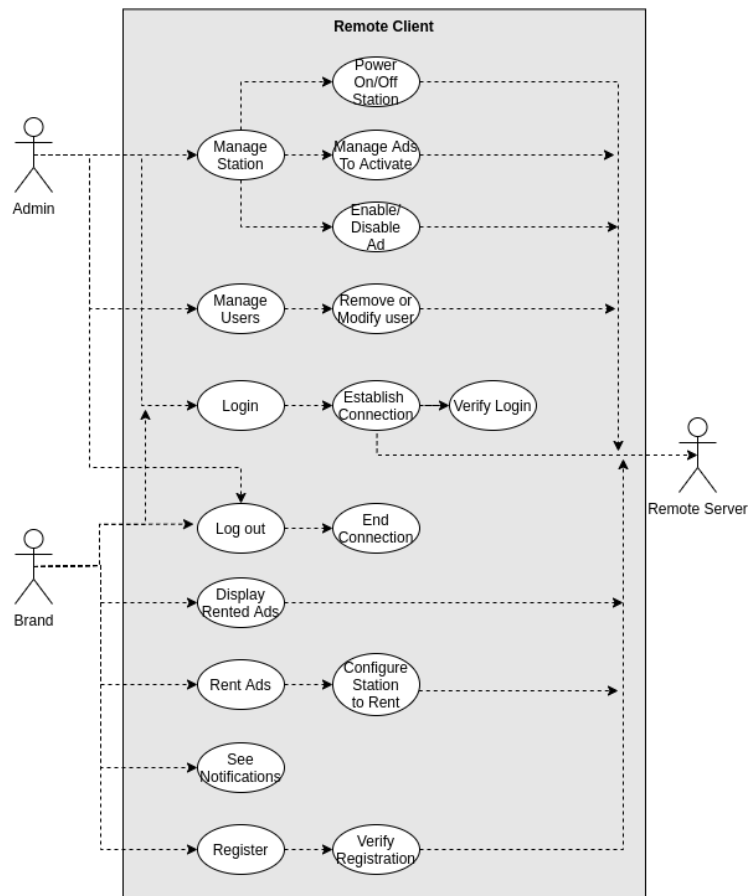 Remote Client
Power
On/Off
Station
Manage
Station
Manage Ads
To Activate
Admin
Enable/
Disable
Ad
Manage
Users
Remove or
Modify user
Login
Establish
Connection
Verify Login
Remote Server
Log out
End
Connection
Brand
Display
Rented Ads
Rent Ads
Configure
Station
to Rent
See
Notifications
Register
Verify
Registration